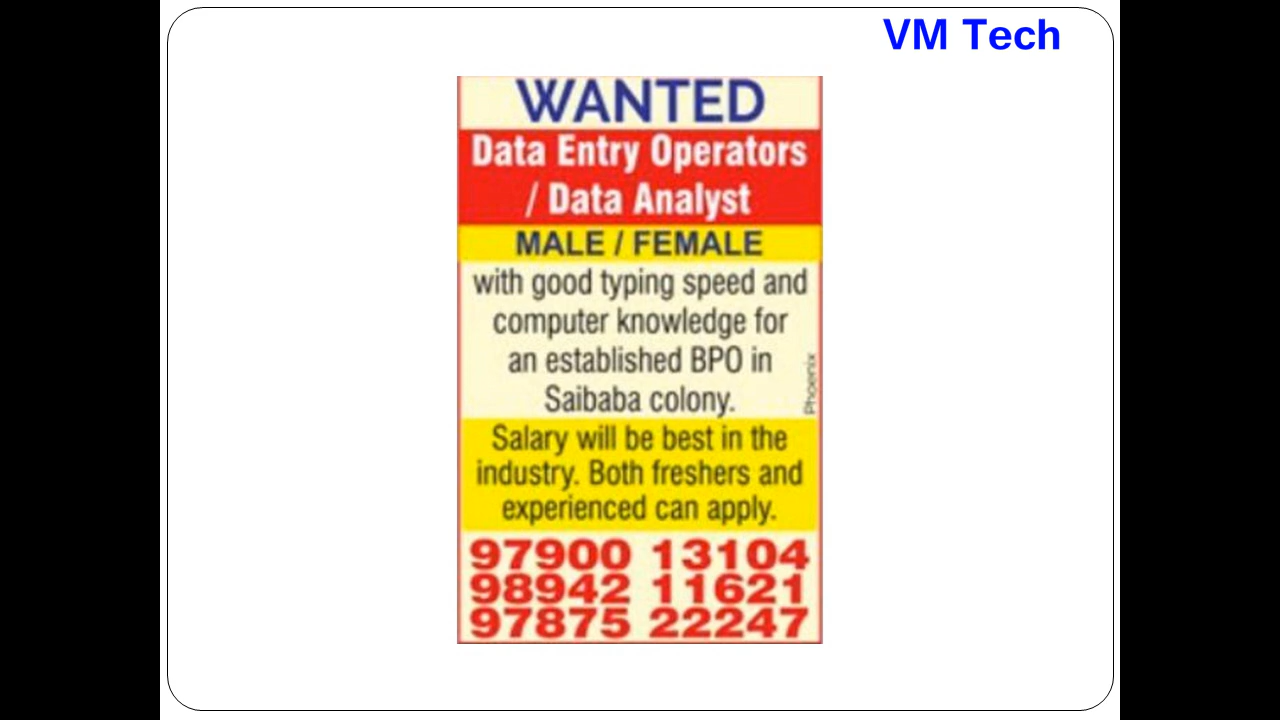 VM Tech
WANTED
Data Entry Operators
/ Data Analyst
MALE / FEMALE
with good typing speed and
computer knowledge for
an established BPO in
Saibaba colony.
Phoenix
Salary will be best in the
industry. Both freshers and
experienced can apply.
97900 13104
98942 11621
97875 22247